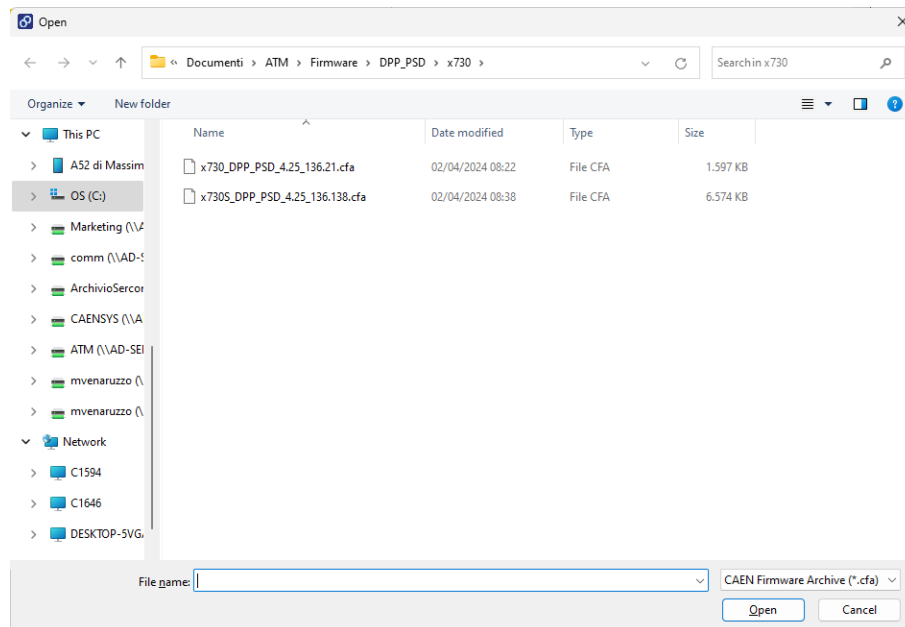 Open
« Documenti > ATM > Firmware > DPP_PSD > x730 >
Search in x730
Organize New folder
Name Date modified Type Size
This PC
A52 di Massim
x730_DPP_PSD_4.25_136.21.cfa 02/04/2024 08:22 File CFA 1.597 KB
OS (C:)
x730S_DPP_PSD_4.25_136.138.cfa 02/04/2024 08:38 File CFA 6.574 KB
Marketing (\\A
comm (\\AD-S
ArchivioSercor
CAENSYS (\\A
ATM (\\AD-SEI
mvenaruzzo (\
mvenaruzzo (\
Network
C1594
C1646
DESKTOP-5VG
File name:
CAEN Firmware Archive (*.cfa)
Open Cancel